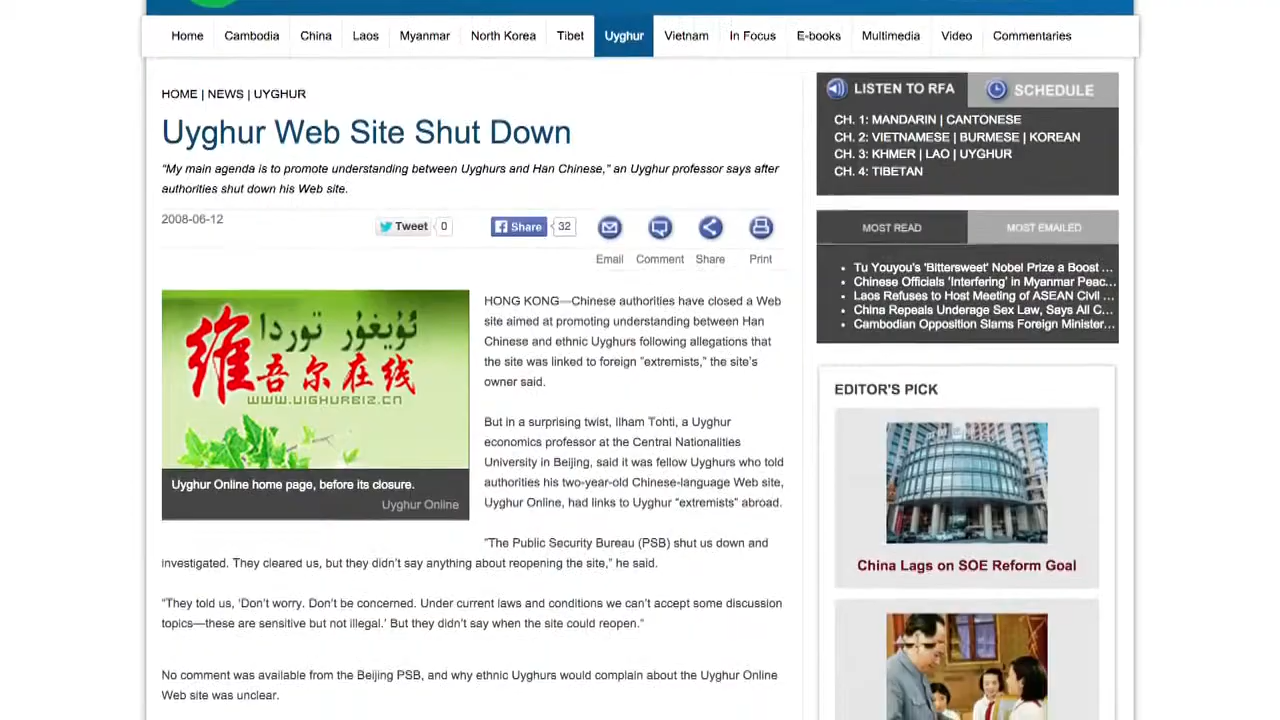 Home Cambodia China Laos Myanmar North Korea Tibet Uyghur Vietnam In Focus E-books Multimedia Video Commentaries
HOME | NEWS | UYGHUR
Uyghur Web Site Shut Down
"My main agenda is to promote understanding between Uyghurs and Han Chinese," an Uyghur professor says after
authorities shut down his Web site.
2008-06-12
Tweet 0
Share 32
Email Comment Share Print
ئۇيغۇر توردا
维吾尔在线
WWW.UIGHURBIZ.CN
Uyghur Online home page, before its closure.
Uyghur Online
HONG KONG—Chinese authorities have closed a Web
site aimed at promoting understanding between Han
Chinese and ethnic Uyghurs following allegations that
the site was linked to foreign "extremists," the site's
owner said.
But in a surprising twist, Ilham Tohti, a Uyghur
economics professor at the Central Nationalities
University in Beijing, said it was fellow Uyghurs who told
authorities his two-year-old Chinese-language Web site,
Uyghur Online, had links to Uyghur “extremists” abroad.
"The Public Security Bureau (PSB) shut us down and
investigated. They cleared us, but they didn’t say anything about reopening the site,” he said.
“They told us, ‘Don’t worry. Don’t be concerned. Under current laws and conditions we can’t accept some discussion
topics—these are sensitive but not illegal.’ But they didn’t say when the site could reopen.”
No comment was available from the Beijing PSB, and why ethnic Uyghurs would complain about the Uyghur Online
Web site was unclear.
LISTEN TO RFA SCHEDULE
CH. 1: MANDARIN | CANTONESE
CH. 2: VIETNAMESE | BURMESE | KOREAN
CH. 3: KHMER | LAO | UYGHUR
CH. 4: TIBETAN
MOST READ MOST EMAILED
Tu Youyou's 'Bittersweet' Nobel Prize a Boost ...
Chinese Officials ‘Interfering’ in Myanmar Peac...
Laos Refuses to Host Meeting of ASEAN Civil ...
China Repeals Underage Sex Law, Says All C...
Cambodian Opposition Slams Foreign Minister...
EDITOR'S PICK
China Lags on SOE Reform Goal